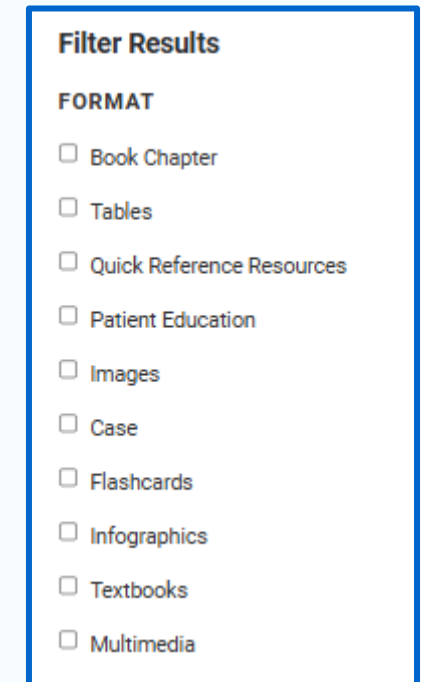 Filter Results
FORMAT
Book Chapter
Tables
Quick Reference Resources
Patient Education
Images
Case
Flashcards
Infographics
Textbooks
Multimedia